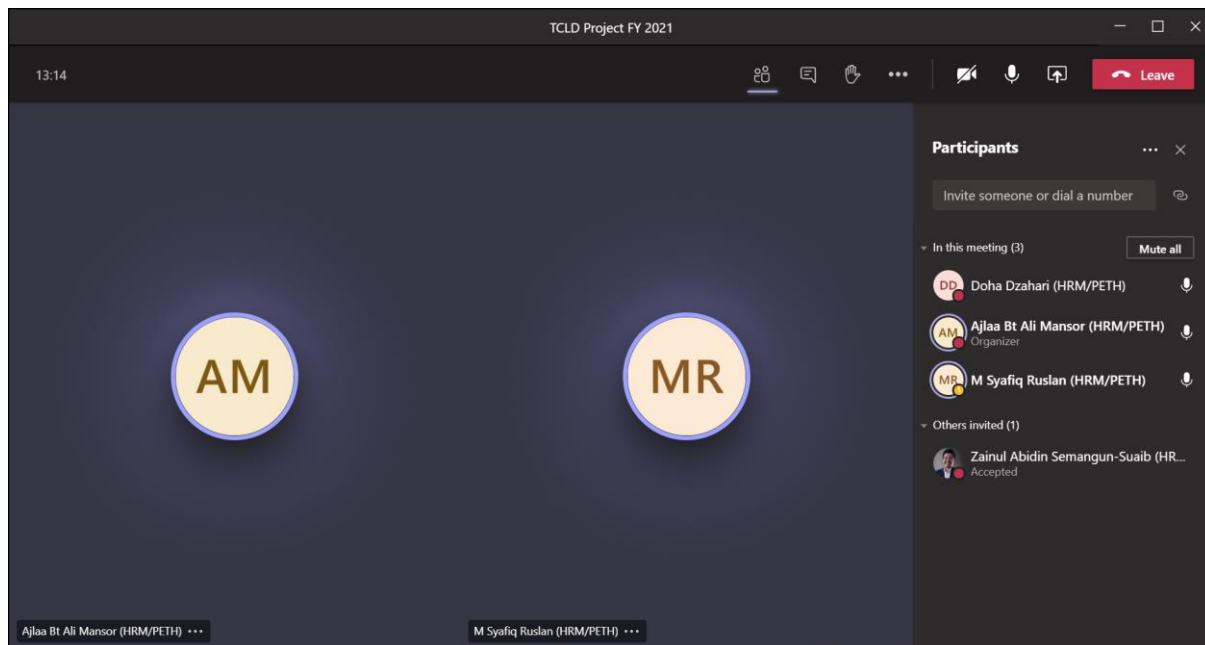 TCLD Project FY 2021
13:14
Leave
Participants
Invite someone or dial a number
In this meeting (3)
Mute all
DD Doha Dzahari (HRM/PETH)
AM Ajlaa Bt Ali Mansor (HRM/PETH)
Organizer
MR M Syafiq Ruslan (HRM/PETH)
Others invited (1)
Zainul Abidin Semangun-Suaib (HR...
Accepted
AM
MR
Ajlaa Bt Ali Mansor (HRM/PETH) •••
M Syafiq Ruslan (HRM/PETH) •••